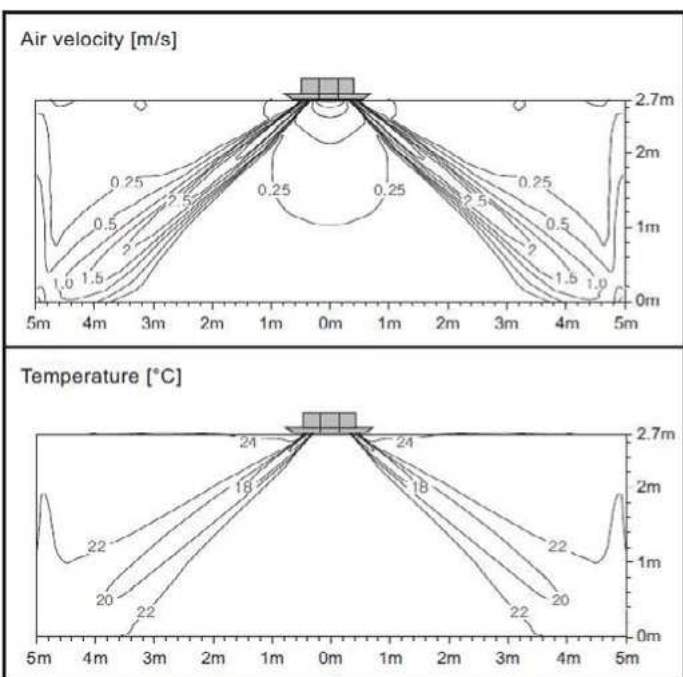 Air velocity [m/s]
2.7m
2m
0.25 0.25 0.25 0.25
2.5 2.5
0.5 0.5
1m
2 2
1.0 1.5 1.5 1.0
0m
5m 4m 3m 2m 1m 0m 1m 2m 3m 4m 5m
Temperature [°C]
24 24
2.7m
18 18
2m
22 22
1m
20 20
22 22
0m
5m 4m 3m 2m 1m 0m 1m 2m 3m 4m 5m